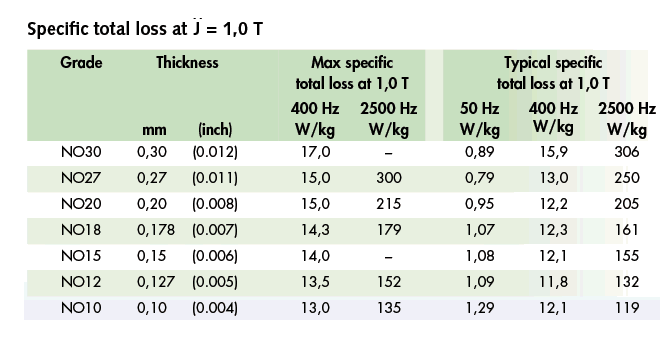 Specific total loss at Ĵ = 1,0 T
Grade Thickness Max specific total loss at 1,0 T Typical specific total loss at 1,0 T
400 Hz 2500 Hz 50 Hz 400 Hz 2500 Hz
mm (inch) W/kg W/kg W/kg W/kg W/kg
NO30 0,30 (0.012) 17,0 – 0,89 15,9 306
NO27 0,27 (0.011) 15,0 300 0,79 13,0 250
NO20 0,20 (0.008) 15,0 215 0,95 12,2 205
NO18 0,178 (0.007) 14,3 179 1,07 12,3 161
NO15 0,15 (0.006) 14,0 – 1,08 12,1 155
NO12 0,127 (0.005) 13,5 152 1,09 11,8 132
NO10 0,10 (0.004) 13,0 135 1,29 12,1 119